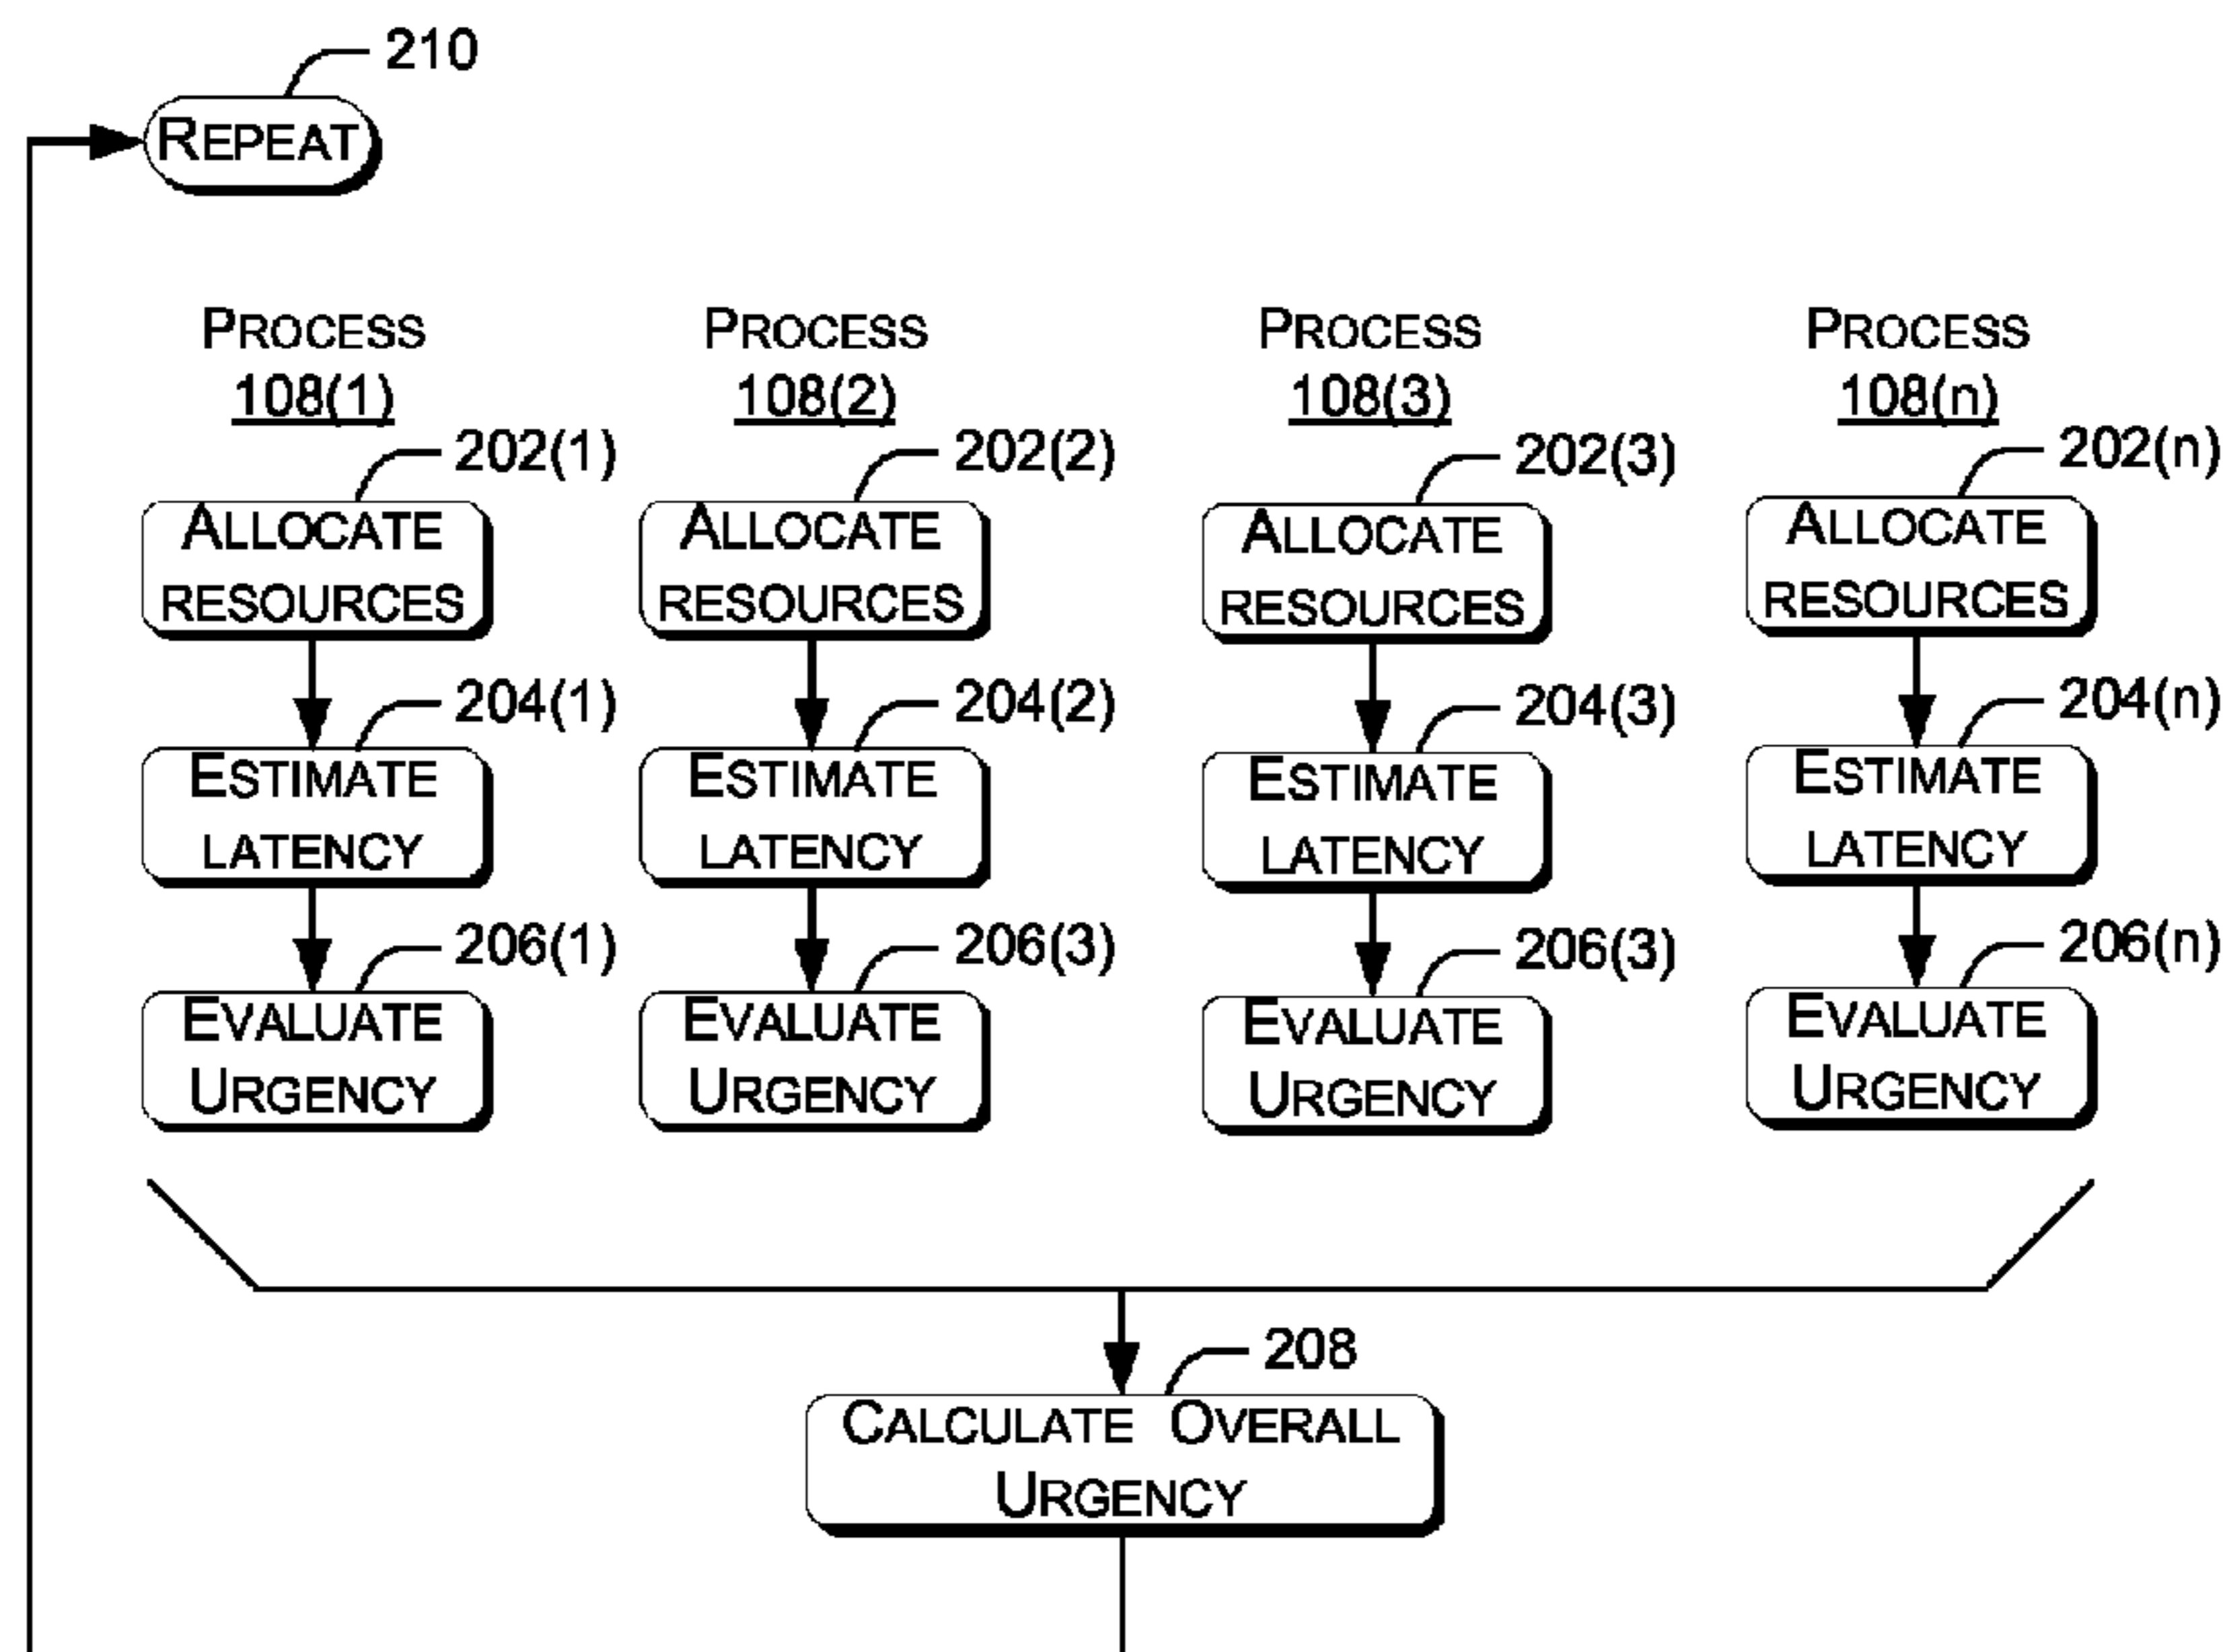 210
REPEAT
PROCESS
108(1)
PROCESS
108(2)
PROCESS
108(3)
PROCESS
108(n)
202(1)
202(2)
202(3)
202(n)
ALLOCATE
RESOURCES
ALLOCATE
RESOURCES
ALLOCATE
RESOURCES
ALLOCATE
RESOURCES
204(1)
204(2)
204(3)
204(n)
ESTIMATE
LATENCY
ESTIMATE
LATENCY
ESTIMATE
LATENCY
ESTIMATE
LATENCY
206(1)
206(3)
206(3)
206(n)
EVALUATE
URGENCY
EVALUATE
URGENCY
EVALUATE
URGENCY
EVALUATE
URGENCY
208
CALCULATE OVERALL
URGENCY